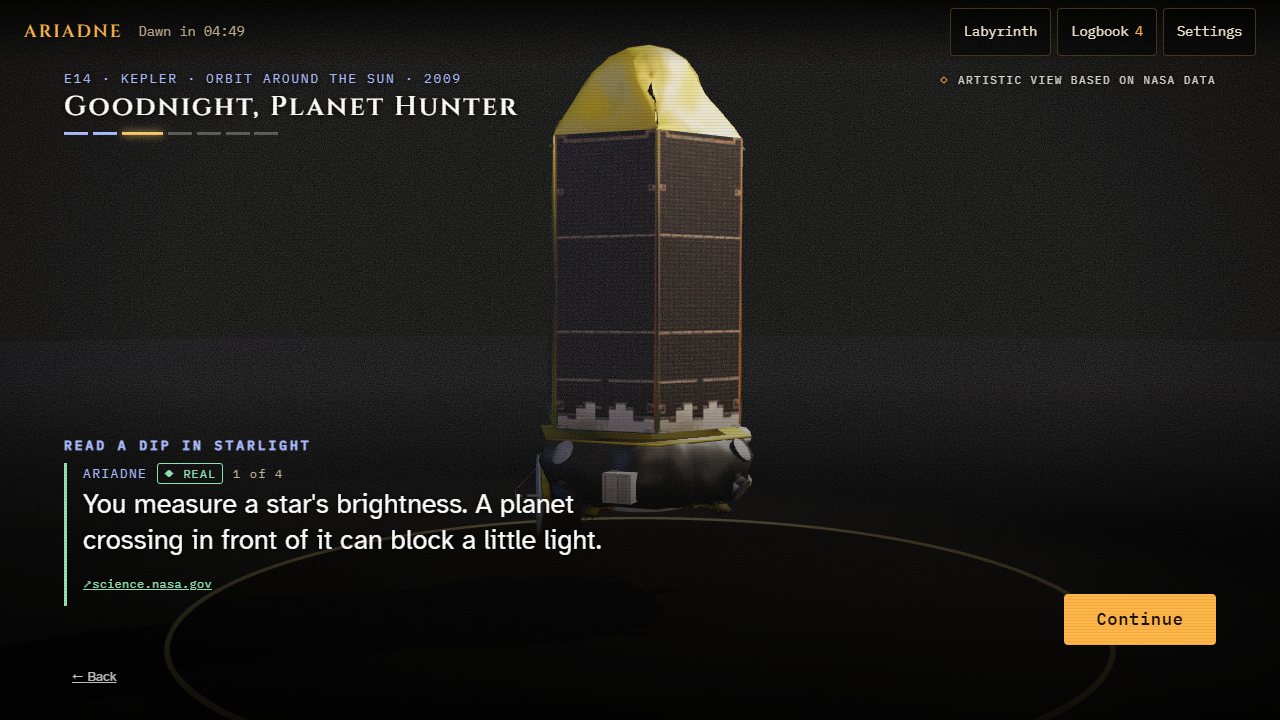 ARIADNE Dawn in 04:49
Labyrinth Logbook 4 Settings
E14 · KEPLER · ORBIT AROUND THE SUN · 2009
◇ ARTISTIC VIEW BASED ON NASA DATA
Goodnight, Planet Hunter
READ A DIP IN STARLIGHT
ARIADNE ◆ REAL 1 of 4
You measure a star's brightness. A planet
crossing in front of it can block a little light.
↗science.nasa.gov
Continue
← Back